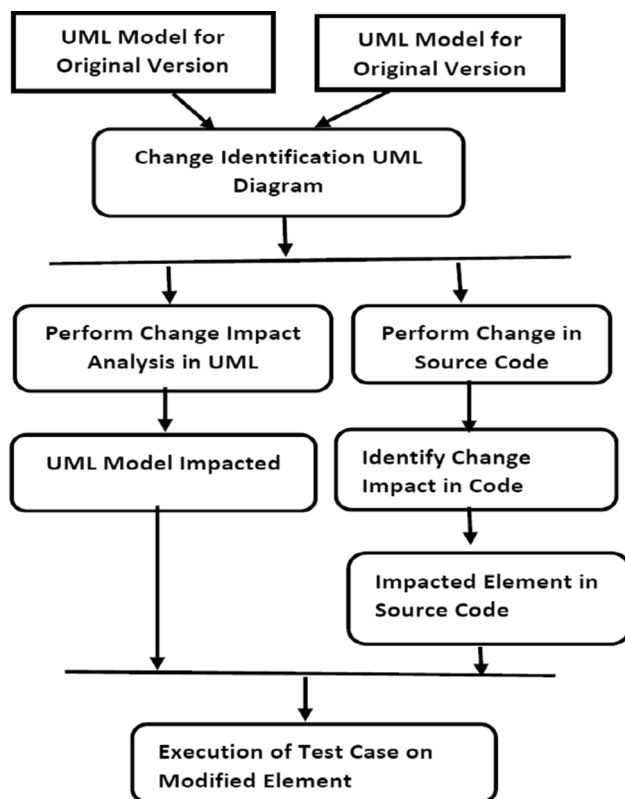 UML Model for
Original Version
UML Model for
Original Version
Change Identification UML
Diagram
Perform Change Impact
Analysis in UML
Perform Change in
Source Code
UML Model Impacted
Identify Change
Impact in Code
Impacted Element in
Source Code
Execution of Test Case on
Modified Element